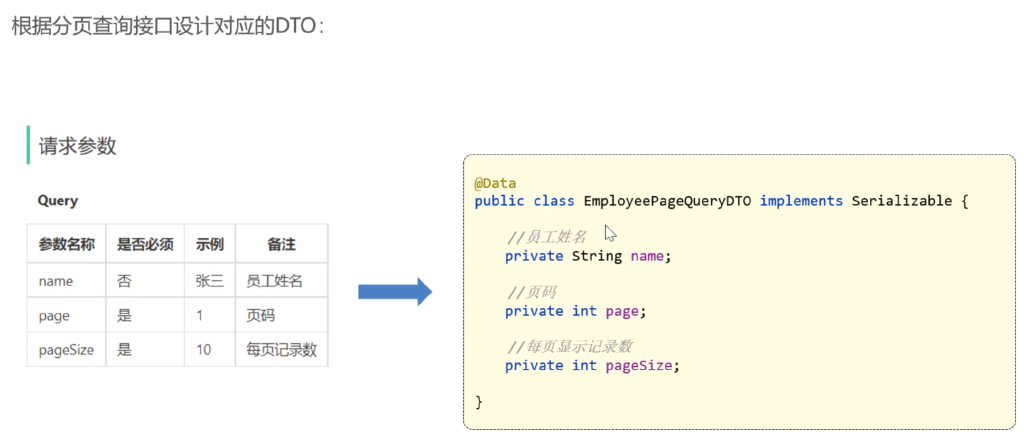 根据分页查询接口设计对应的DTO：
请求参数
Query
参数名称 是否必须 示例 备注
name 否 张三 员工姓名
page 是 1 页码
pageSize 是 10 每页记录数
@Data
public class EmployeePageQueryDTO implements Serializable {
//员工姓名
private String name;
//页码
private int page;
//每页显示记录数
private int pageSize;
}